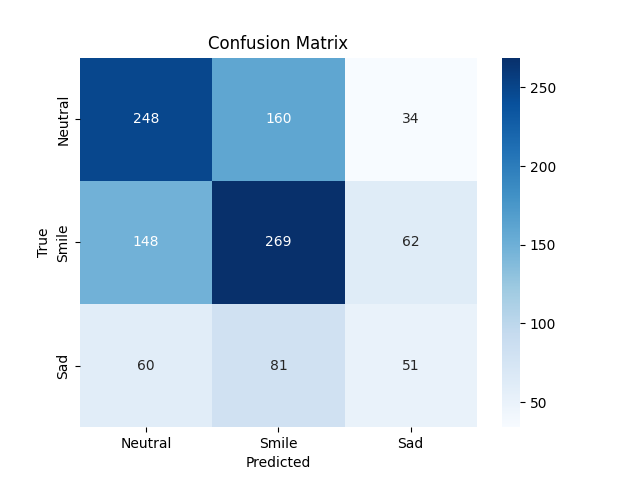 Confusion Matrix
True
Neutral
248 160 34
Smile
148 269 62
Sad
60 81 51
Neutral Smile Sad
Predicted
250
200
150
100
50